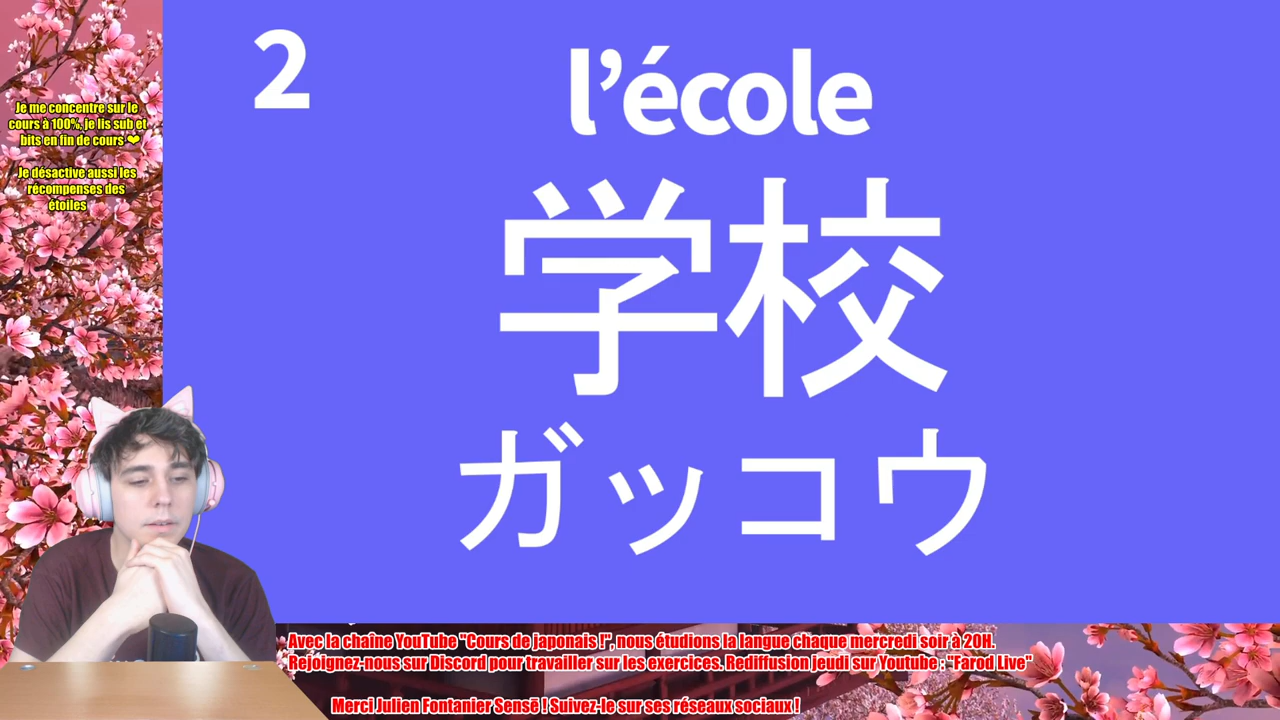 2
l’école
学校
ガッコウ
Je me concentre sur le
cours à 100%, je lis sub et
bits en fin de cours ❤
Je désactive aussi les
récompenses des
étoiles
Avec la chaîne YouTube "Cours de japonais !", nous étudions la langue chaque mercredi soir à 20H.
Rejoignez-nous sur Discord pour travailler sur les exercices. Rediffusion jeudi sur Youtube : "Farod Live"
Merci Julien Fontanier Sensē ! Suivez-le sur ses réseaux sociaux !